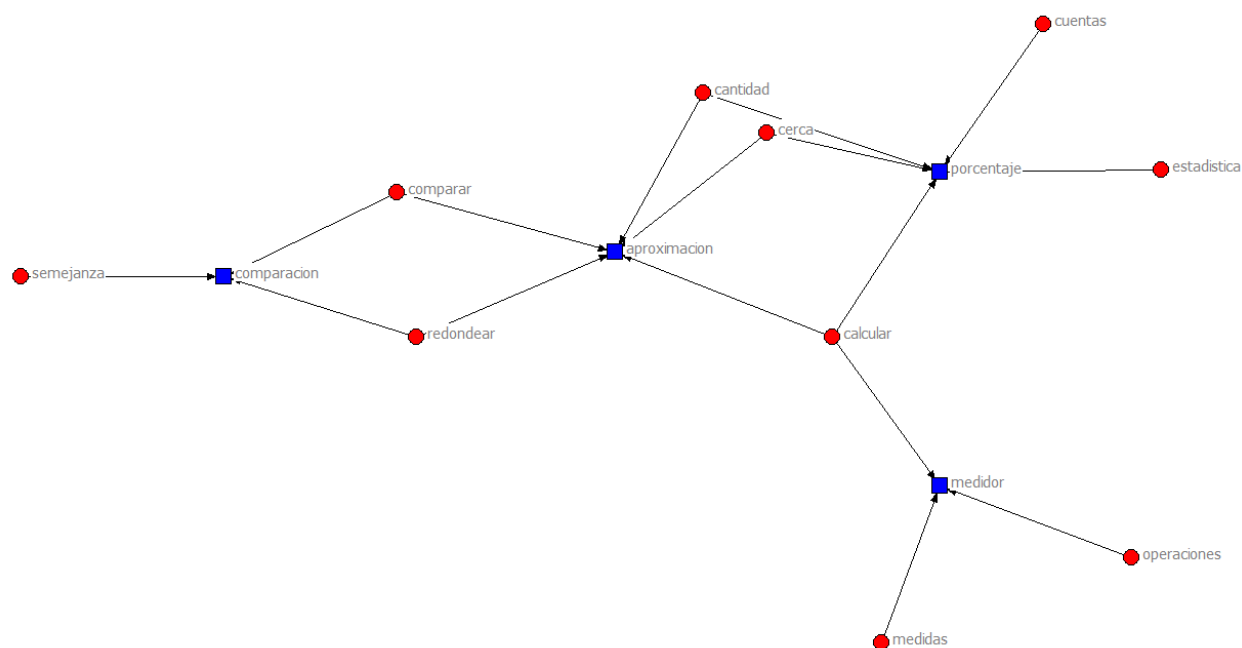 cuentas
cantidad
cerca
porcentaje
estadistica
comparar
aproximacion
semejanza
comparacion
redondear
calcular
medidor
operaciones
medidas